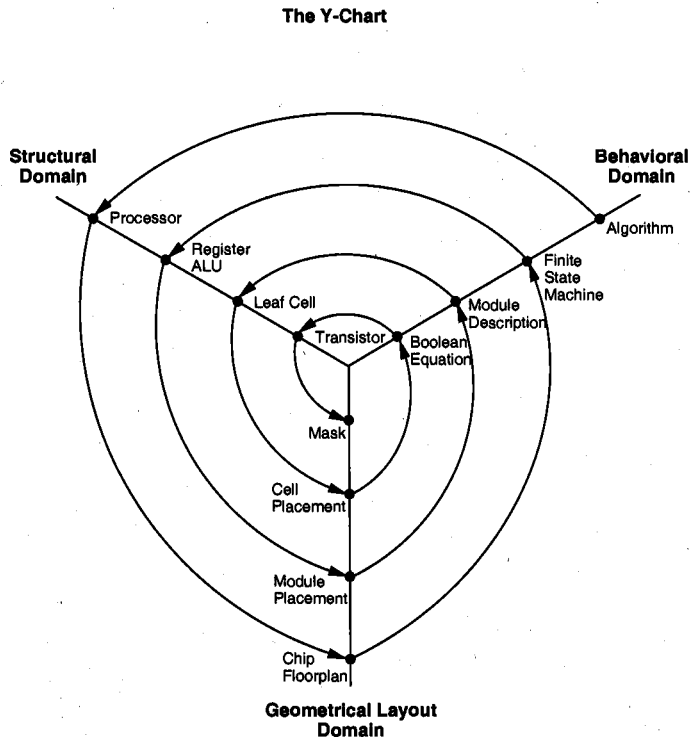 The Y-Chart
Structural
Domain
Behavioral
Domain
Processor
Algorithm
Register
ALU
Finite
State
Machine
Leaf Cell
Module
Description
Transistor
Boolean
Equation
Mask
Cell
Placement
Module
Placement
Chip
Floorplan
Geometrical Layout
Domain